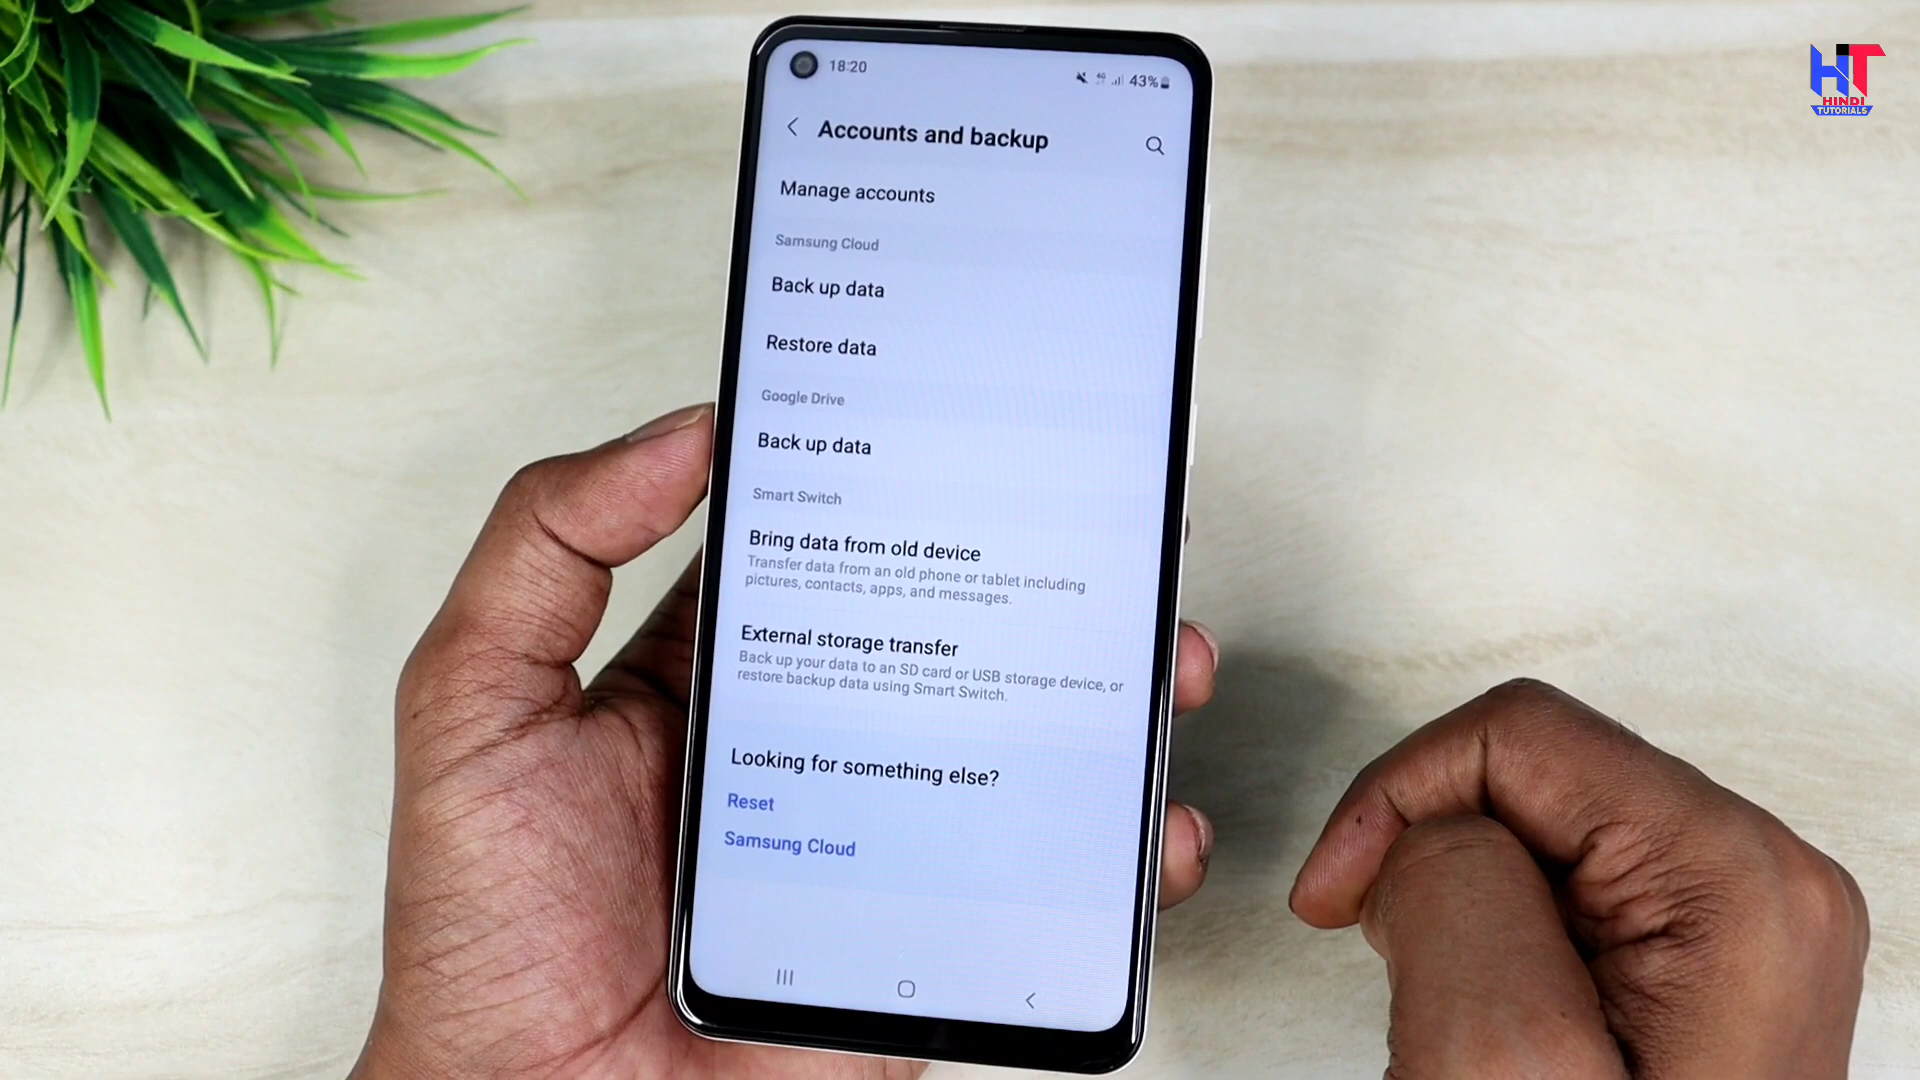 18:20
4G
43%
HT
HINDI
TUTORIALS
Accounts and backup
Manage accounts
Samsung Cloud
Back up data
Restore data
Google Drive
Back up data
Smart Switch
Bring data from old device
Transfer data from an old phone or tablet including
pictures, contacts, apps, and messages.
External storage transfer
Back up your data to an SD card or USB storage device, or
restore backup data using Smart Switch.
Looking for something else?
Reset
Samsung Cloud